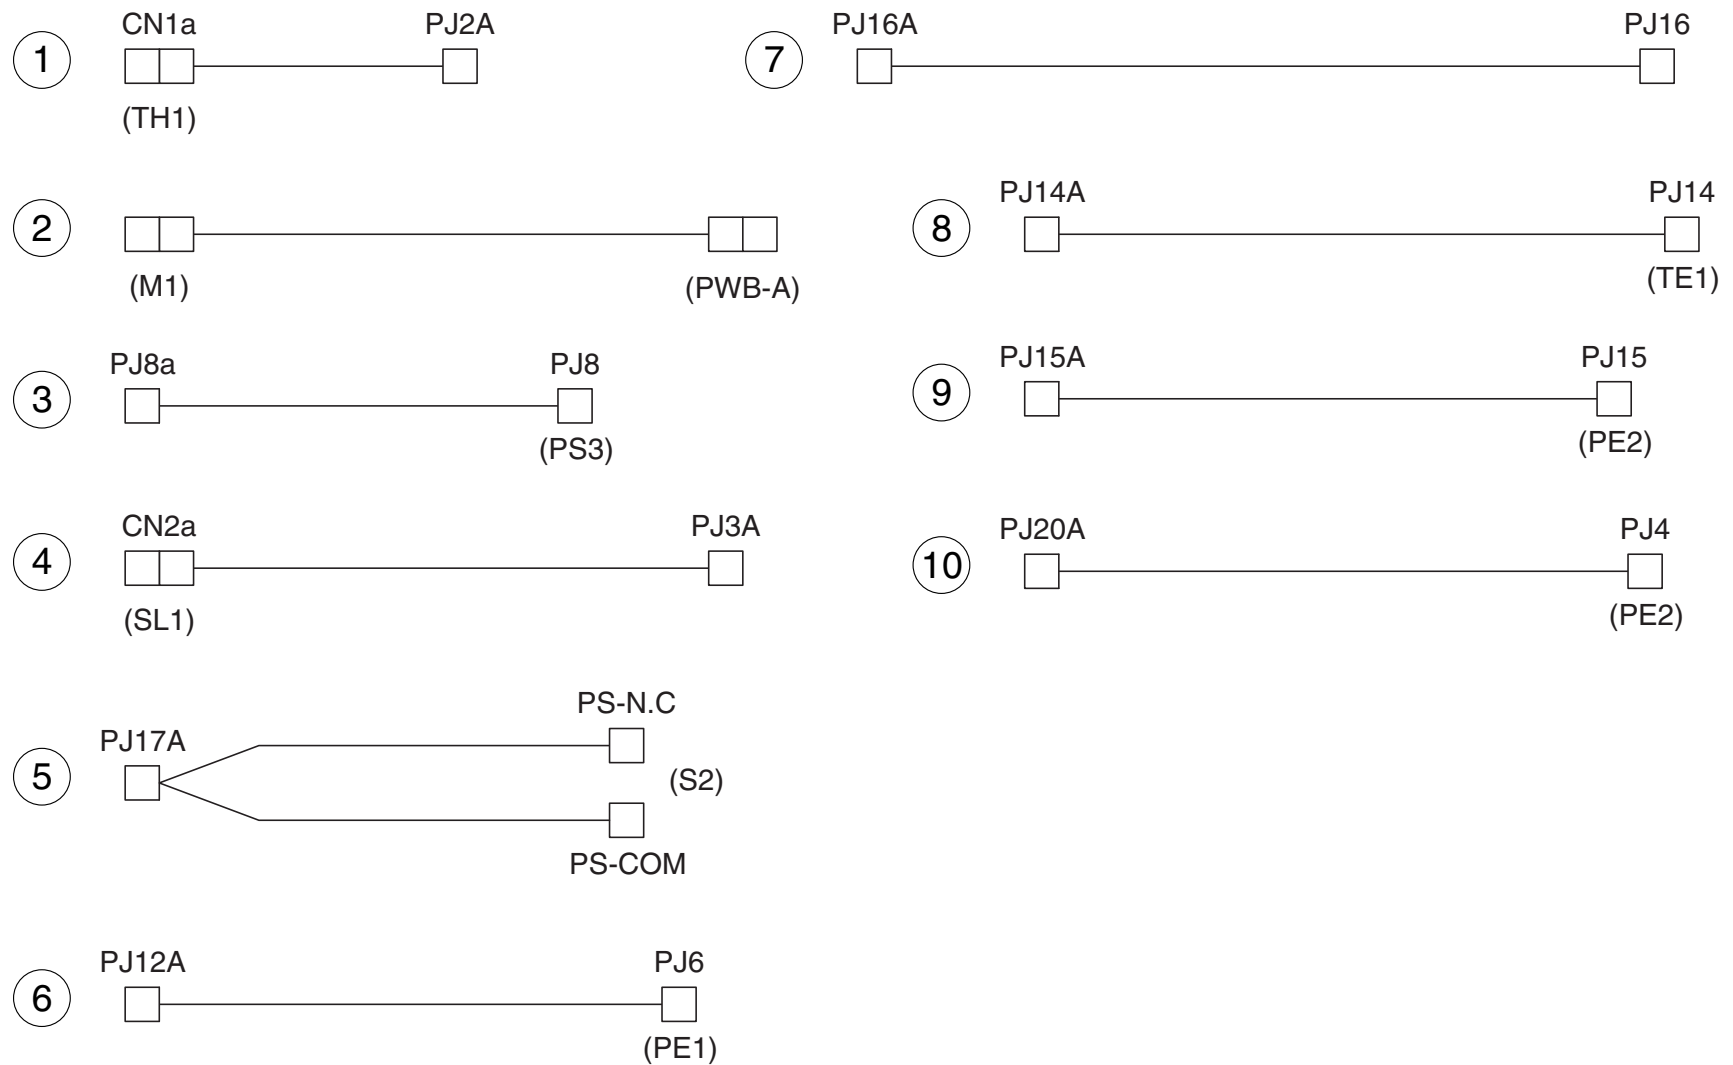 1
CN1a
PJ2A
(TH1)
2
(M1)
(PWB-A)
3
PJ8a
PJ8
(PS3)
4
CN2a
PJ3A
(SL1)
5
PJ17A
PS-N.C
(S2)
PS-COM
6
PJ12A
PJ6
(PE1)
7
PJ16A
PJ16
8
PJ14A
PJ14
(TE1)
9
PJ15A
PJ15
(PE2)
10
PJ20A
PJ4
(PE2)